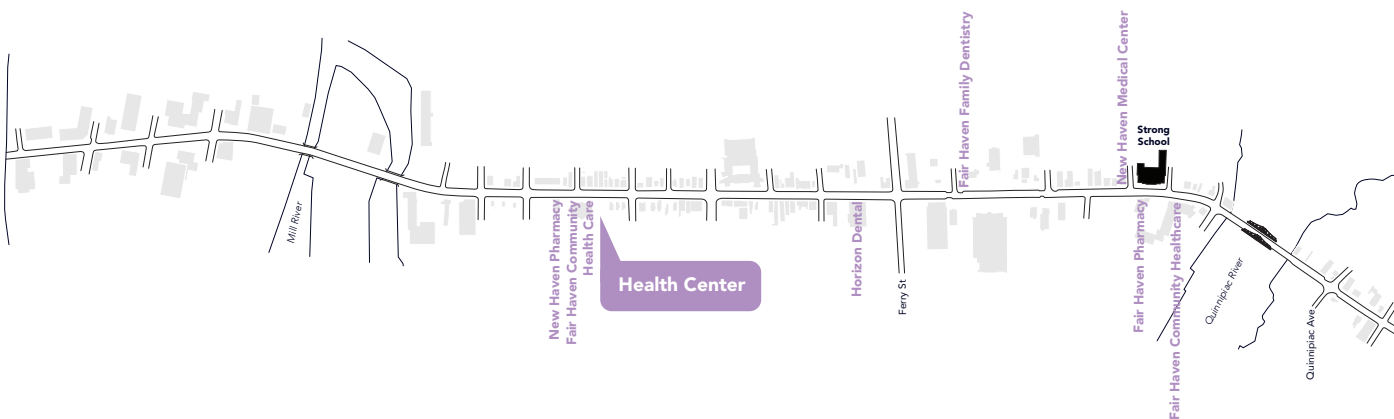 Fair Haven Family Dentistry
New Haven Medical Center
Strong
School
Mill River
New Haven Pharmacy
Fair Haven Community
Health Care
Health Center
Horizon Dental
Ferry St
Fair Haven Pharmacy
Fair Haven Community Healthcare
Quinnipiac River
Quinnipiac Ave